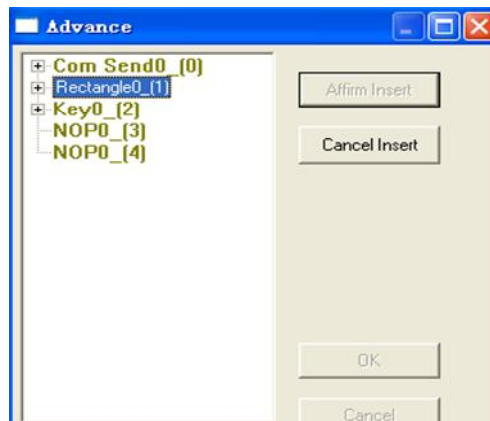 Advance
Com Send0_(0)
Rectangle0_(1)
Key0_(2)
NOP0_(3)
NOP0_(4)
Affirm Insert
Cancel Insert
OK
Cancel